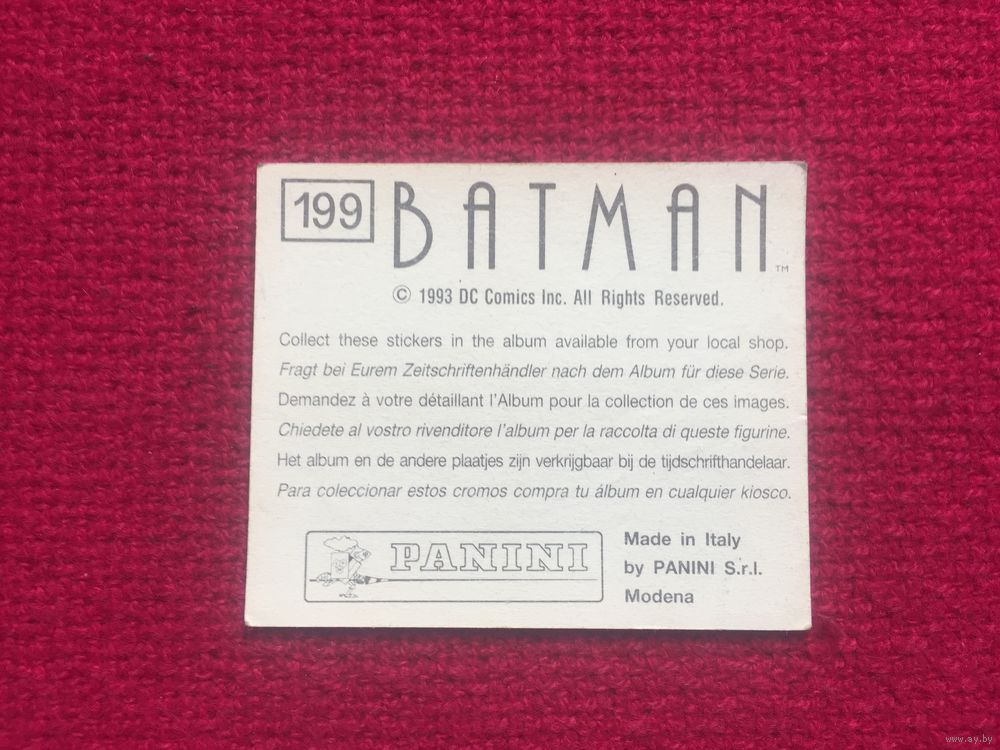 199
BATMAN™
© 1993 DC Comics Inc. All Rights Reserved.
Collect these stickers in the album available from your local shop.
Fragt bei Eurem Zeitschriftenhändler nach dem Album für diese Serie.
Demandez à votre détaillant l'Album pour la collection de ces images.
Chiedete al vostro rivenditore l'album per la raccolta di queste figurine.
Het album en de andere plaatjes zijn verkrijgbaar bij de tijdschrifthandelaar.
Para coleccionar estos cromos compra tu álbum en cualquier kiosco.
PANINI
Made in Italy
by PANINI S.r.l.
Modena
www.ay.by